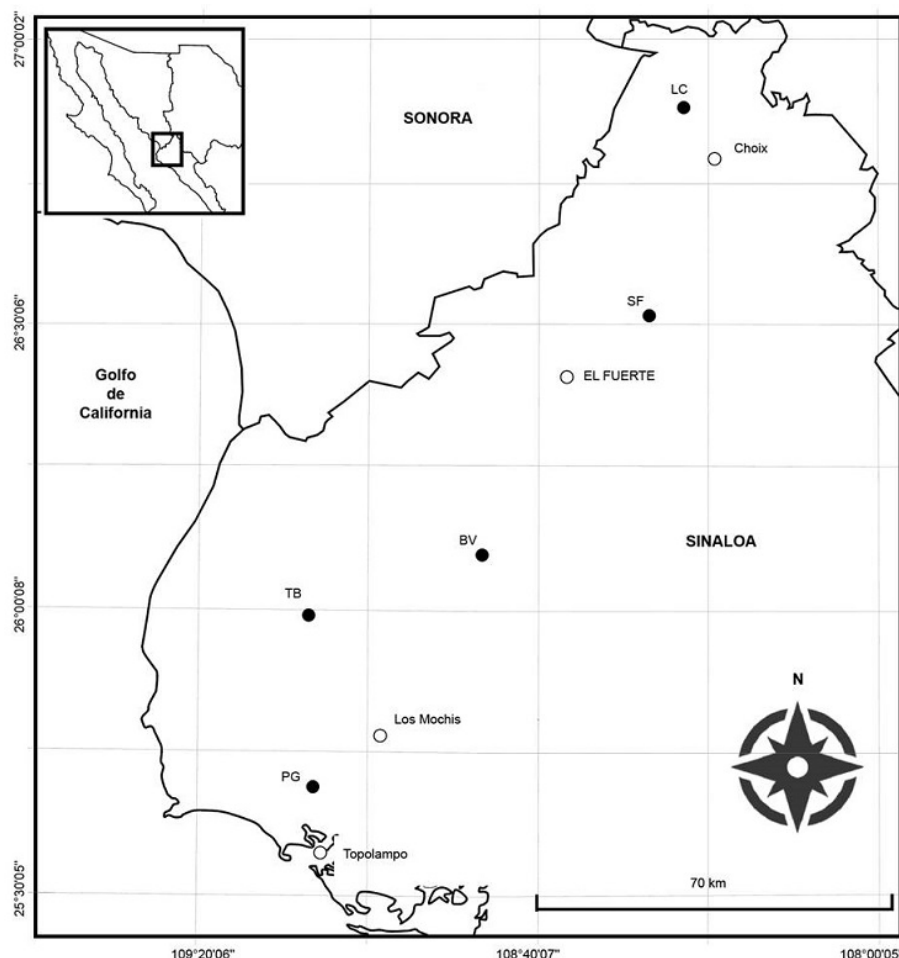 27°00'02"
LC
SONORA
Choix
SF
26°30'06"
EL FUERTE
Golfo
de
California
BV
SINALOA
TB
26°00'08"
N
Los Mochis
PG
Topolampo
70 km
25°30'05"
109°20'06"
108°40'07"
108°00'05"